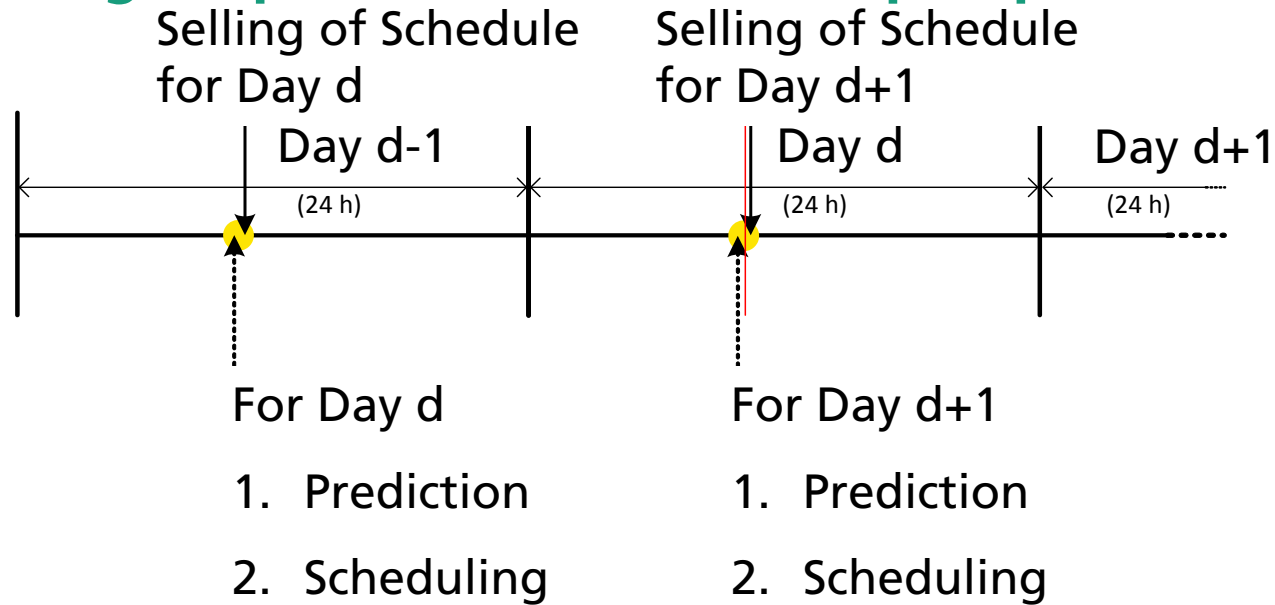 Selling of Schedule for Day d
Selling of Schedule for Day d+1
Day d-1
Day d
Day d+1
(24 h)
(24 h)
(24 h)
For Day d
1. Prediction
2. Scheduling
For Day d+1
1. Prediction
2. Scheduling